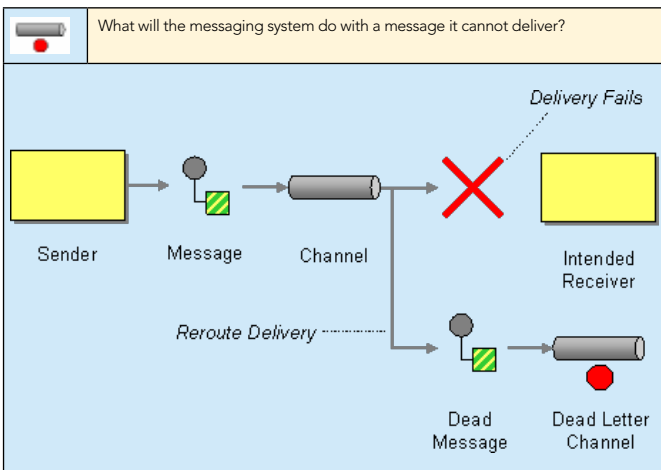 What will the messaging system do with a message it cannot deliver?
Delivery Fails
Sender
Message
Channel
Intended
Receiver
Reroute Delivery
Dead
Message
Dead Letter
Channel